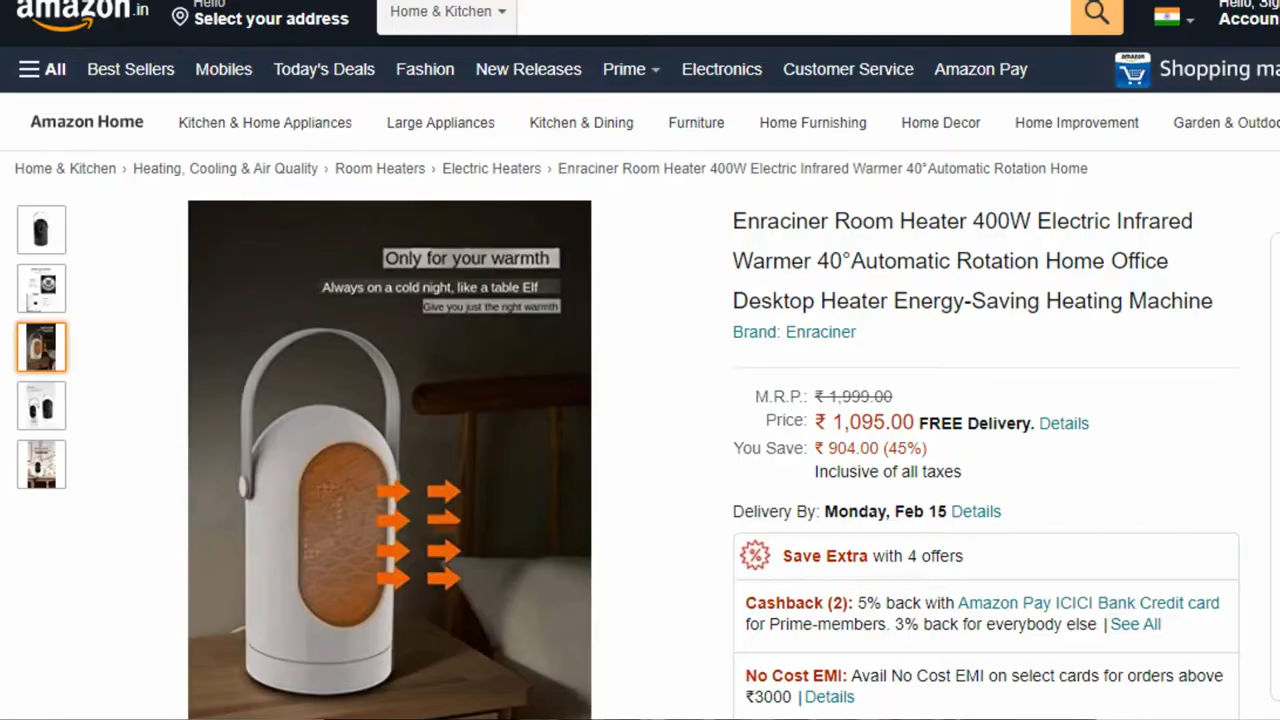 amazon.in
Hello
Select your address
Home & Kitchen
Account
All Best Sellers Mobiles Today's Deals Fashion New Releases Prime Electronics Customer Service Amazon Pay
amazon
Shopping
Amazon Home Kitchen & Home Appliances Large Appliances Kitchen & Dining Furniture Home Furnishing Home Decor Home Improvement Garden & Outdoo
Home & Kitchen › Heating, Cooling & Air Quality › Room Heaters › Electric Heaters › Enraciner Room Heater 400W Electric Infrared Warmer 40°Automatic Rotation Home
Only for your warmth
Always on a cold night, like a table Elf
Give you just the right warmth
Enraciner Room Heater 400W Electric Infrared
Warmer 40°Automatic Rotation Home Office
Desktop Heater Energy-Saving Heating Machine
Brand: Enraciner
M.R.P.: ₹ 1,999.00
Price: ₹ 1,095.00 FREE Delivery. Details
You Save: ₹ 904.00 (45%)
Inclusive of all taxes
Delivery By: Monday, Feb 15 Details
Save Extra with 4 offers
Cashback (2): 5% back with Amazon Pay ICICI Bank Credit card
for Prime-members. 3% back for everybody else | See All
No Cost EMI: Avail No Cost EMI on select cards for orders above
₹3000 | Details